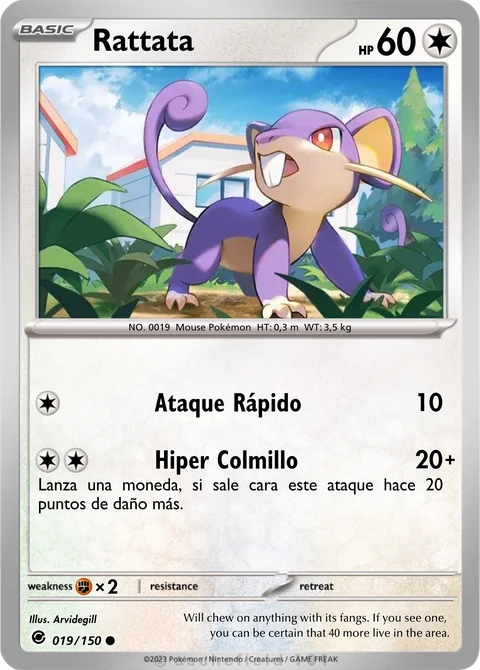 BASIC
Rattata
HP 60
NO. 0019 Mouse Pokémon HT: 0,3 m WT: 3,5 kg
Ataque Rápido 10
Hiper Colmillo 20+
Lanza una moneda, si sale cara este ataque hace 20
puntos de daño más.
weakness ×2 resistance retreat
Illus. Arvidegill
Will chew on anything with its fangs. If you see one,
you can be certain that 40 more live in the area.
019/150
©2023 Pokémon / Nintendo / Creatures / GAME FREAK